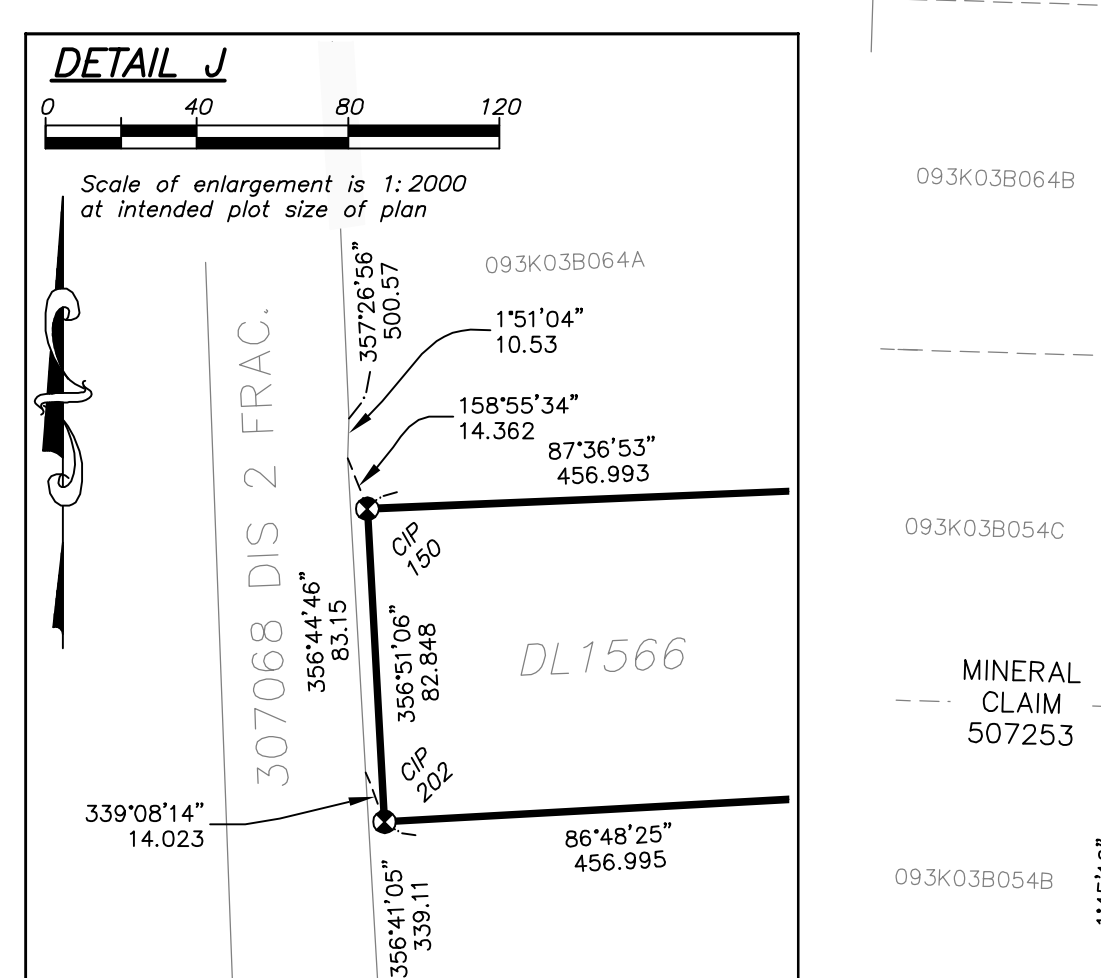 DETAIL J
0 40 80 120
Scale of enlargement is 1:2000
at intended plot size of plan
093K03B064A
357°26'56"
500.57
1°51'04"
10.53
158°55'34"
14.362
87°36'53"
456.993
CIP
150
307068 DIS 2 FRAC.
356°44'46"
83.15
356°51'06"
82.848
DL1566
CIP
202
339°08'14"
14.023
86°48'25"
456.995
356°41'05"
339.11
093K03B064B
093K03B054C
MINERAL
CLAIM
507253
093K03B054B